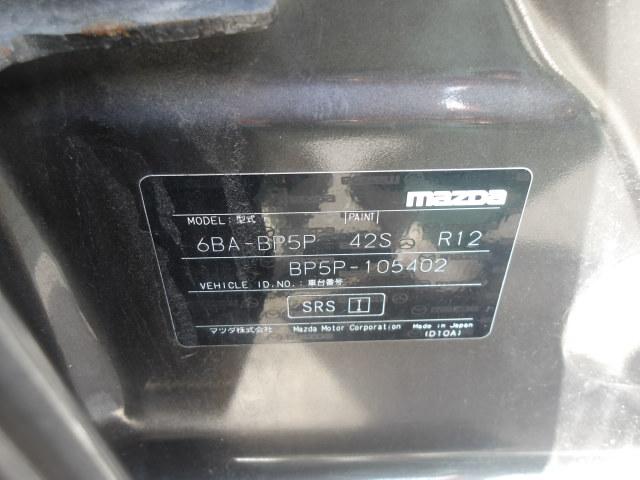 mazda
MODEL:型式 PAINT
6BA-BP5P 42S R12
BP5P-105402
VEHICLE ID.NO.:車台番号
SRS I
マツダ株式会社 Mazda Motor Corporation Made in Japan
(D10A)